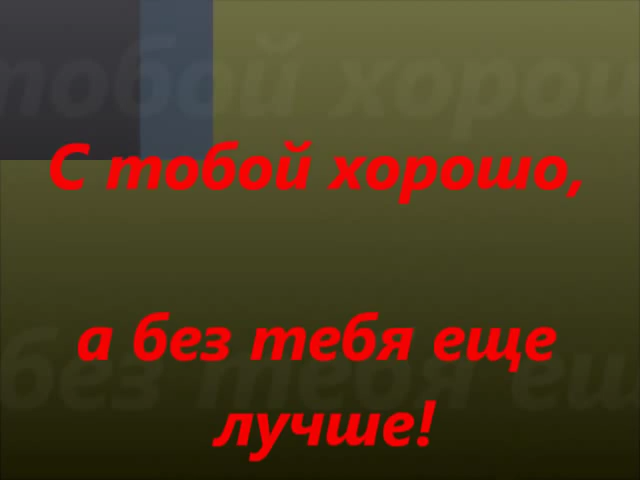 С тобой хорошо,
а без тебя еще
лучше!